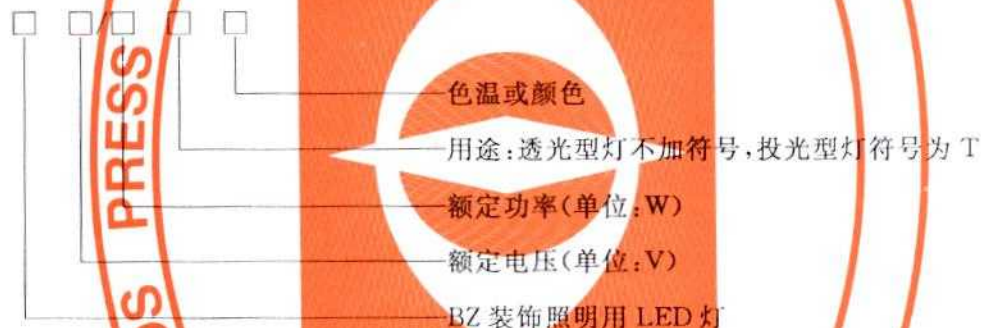 □ □/□ □ □
色温或颜色
用途:透光型灯不加符号,投光型灯符号为 T
额定功率(单位:W)
额定电压(单位:V)
BZ 装饰照明用 LED 灯
PRESS
DS